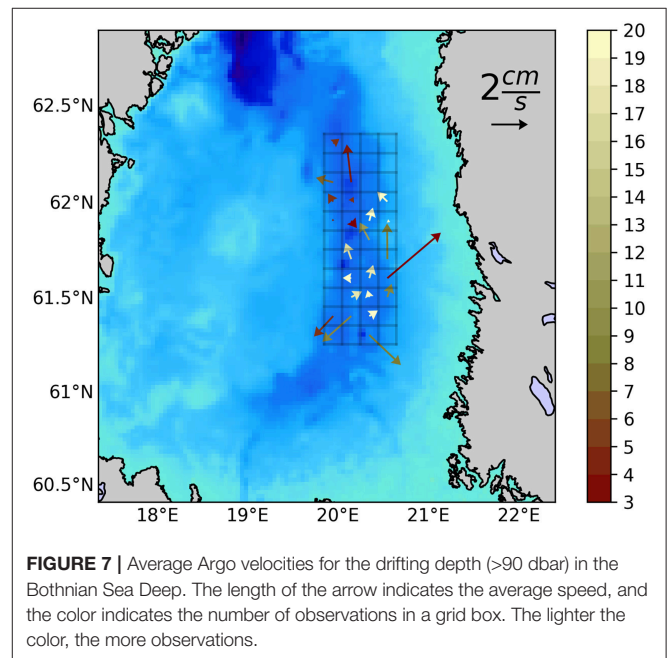 62.5°N
62°N
61.5°N
61°N
60.5°N
18°E 19°E 20°E 21°E 22°E
2 cm/s
20
19
18
17
16
15
14
13
12
11
10
9
8
7
6
5
4
3
FIGURE 7 | Average Argo velocities for the drifting depth (>90 dbar) in the
Bothnian Sea Deep. The length of the arrow indicates the average speed, and
the color indicates the number of observations in a grid box. The lighter the
color, the more observations.